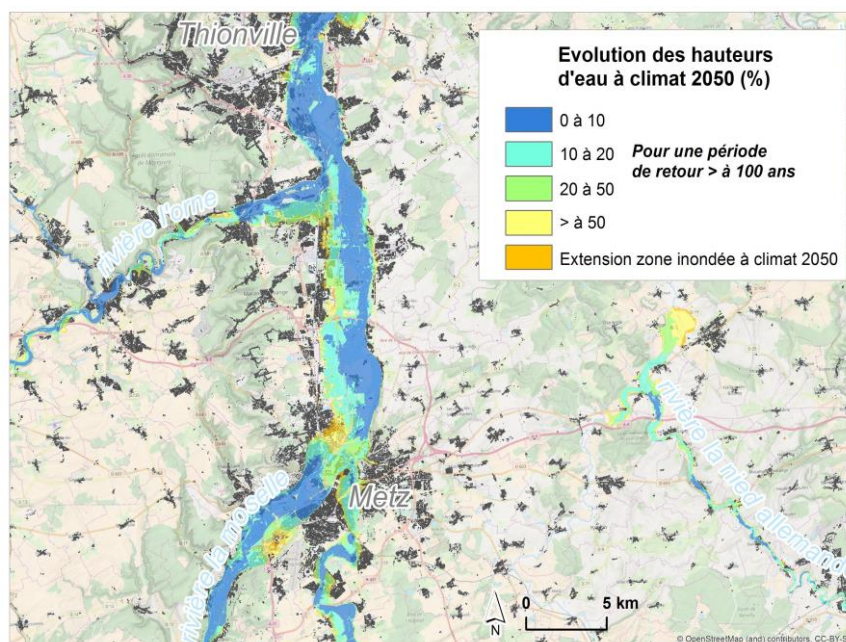 Thionville
Evolution des hauteurs
d'eau à climat 2050 (%)
0 à 10
10 à 20
20 à 50
> à 50
Extension zone inondée à climat 2050
Pour une période
de retour > à 100 ans
rivière l'orne
rivière la nied allemand
Metz
rivière la moselle
N
0
5 km
© OpenStreetMap (and) contributors, CC-BY-S